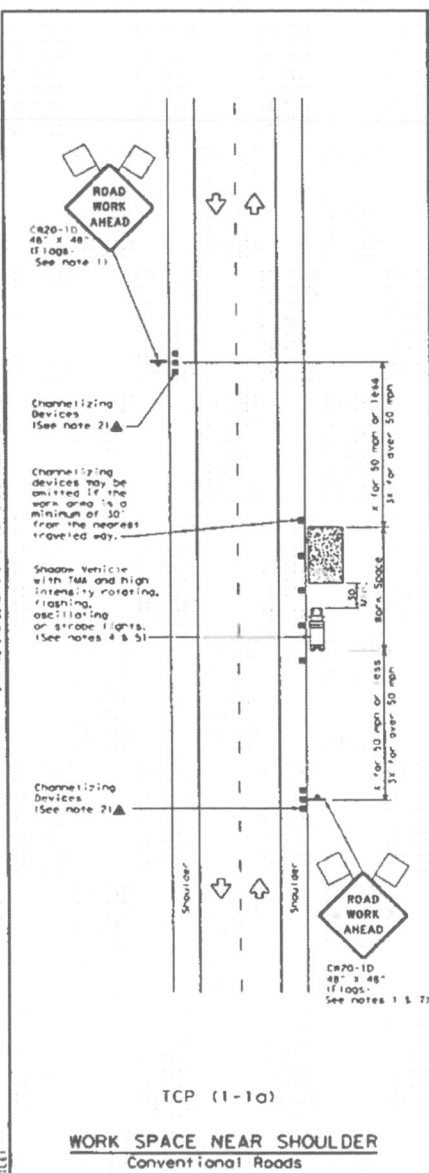 ROAD
WORK
AHEAD
CW20-1D
48" X 48"
(Flags-
See note 1)
Channelizing
Devices
(See note 2)▲
Channelizing
devices may be
omitted if the
work area is a
minimum of 30'
from the nearest
traveled way.
Shadow Vehicle
with TMA and high
intensity rotating,
flashing,
oscillating
or strobe lights.
(See notes 4 & 5)
x for 50 mph or less
3X for over 50 mph
Work Space
30'
Min.
x for 50 mph or less
3X for over 50 mph
Channelizing
Devices
(See note 2)▲
Shoulder
Shoulder
ROAD
WORK
AHEAD
CW20-1D
48" X 48"
(Flags-
See notes 1 & 7)
TCP (1-1a)
WORK SPACE NEAR SHOULDER
Conventional Roads